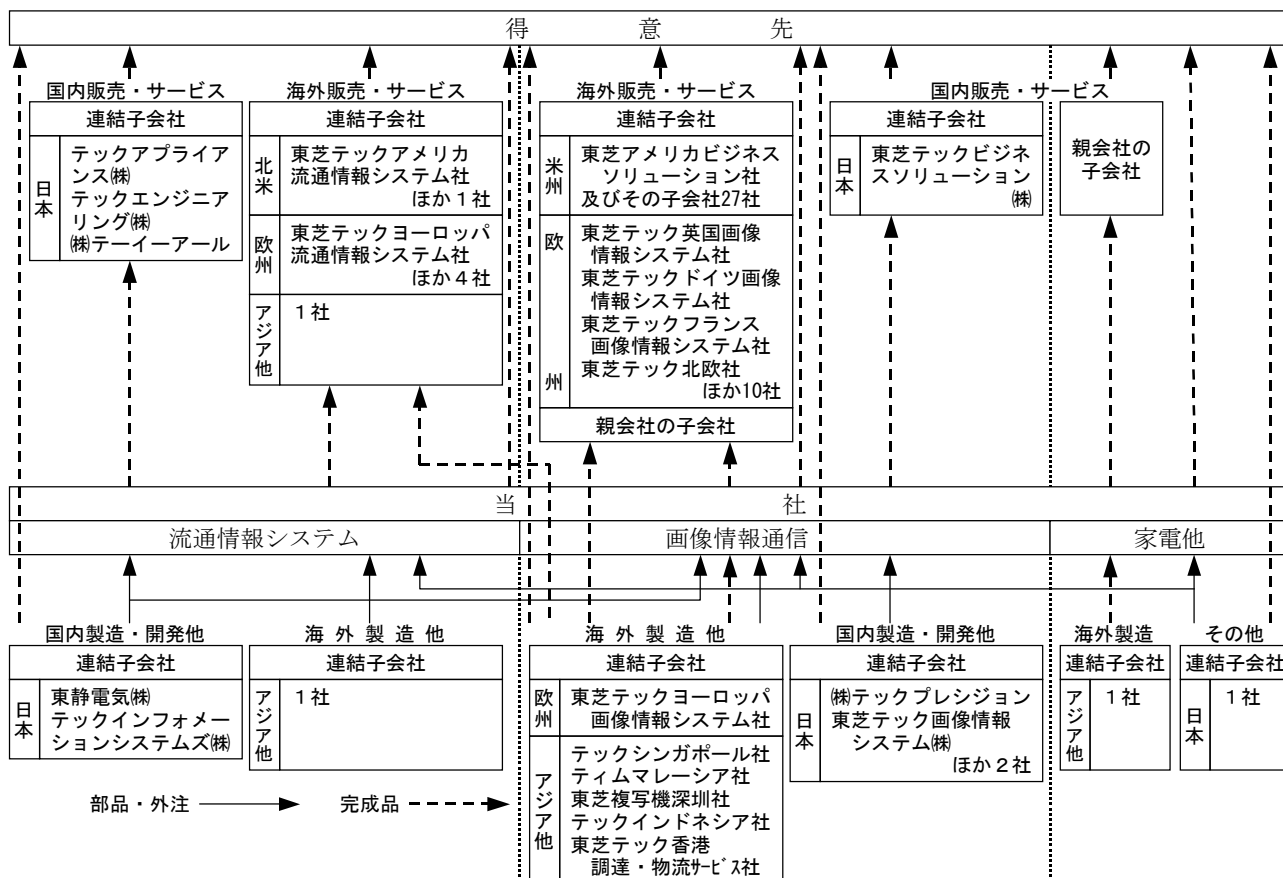 得意先
国内販売・サービス
連結子会社
日本
テックアプライア
ンス㈱
テックエンジニア
リング㈱
㈱テーイーアール
海外販売・サービス
連結子会社
北米
東芝テックアメリカ
流通情報システム社
ほか1社
欧州
東芝テックヨーロッパ
流通情報システム社
ほか4社
アジア他
1社
海外販売・サービス
連結子会社
米州
東芝アメリカビジネス
ソリューション社
及びその子会社27社
欧州
東芝テック英国画像
情報システム社
東芝テックドイツ画像
情報システム社
東芝テックフランス
画像情報システム社
東芝テック北欧社
ほか10社
親会社の子会社
国内販売・サービス
連結子会社
日本
東芝テックビジネ
スソリューション
㈱
親会社の
子会社
当社
流通情報システム
画像情報通信
家電他
国内製造・開発他
連結子会社
日本
東静電気㈱
テックインフォメー
ションシステムズ㈱
海外製造他
連結子会社
アジア他
1社
海外製造他
連結子会社
欧州
東芝テックヨーロッパ
画像情報システム社
アジア他
テックシンガポール社
ティムマレーシア社
東芝複写機深圳社
テックインドネシア社
東芝テック香港
調達・物流ｻｰﾋﾞｽ社
国内製造・開発他
連結子会社
日本
㈱テックプレシジョン
東芝テック画像情報
システム㈱
ほか2社
海外製造
連結子会社
アジア他
1社
その他
連結子会社
日本
1社
部品・外注
完成品